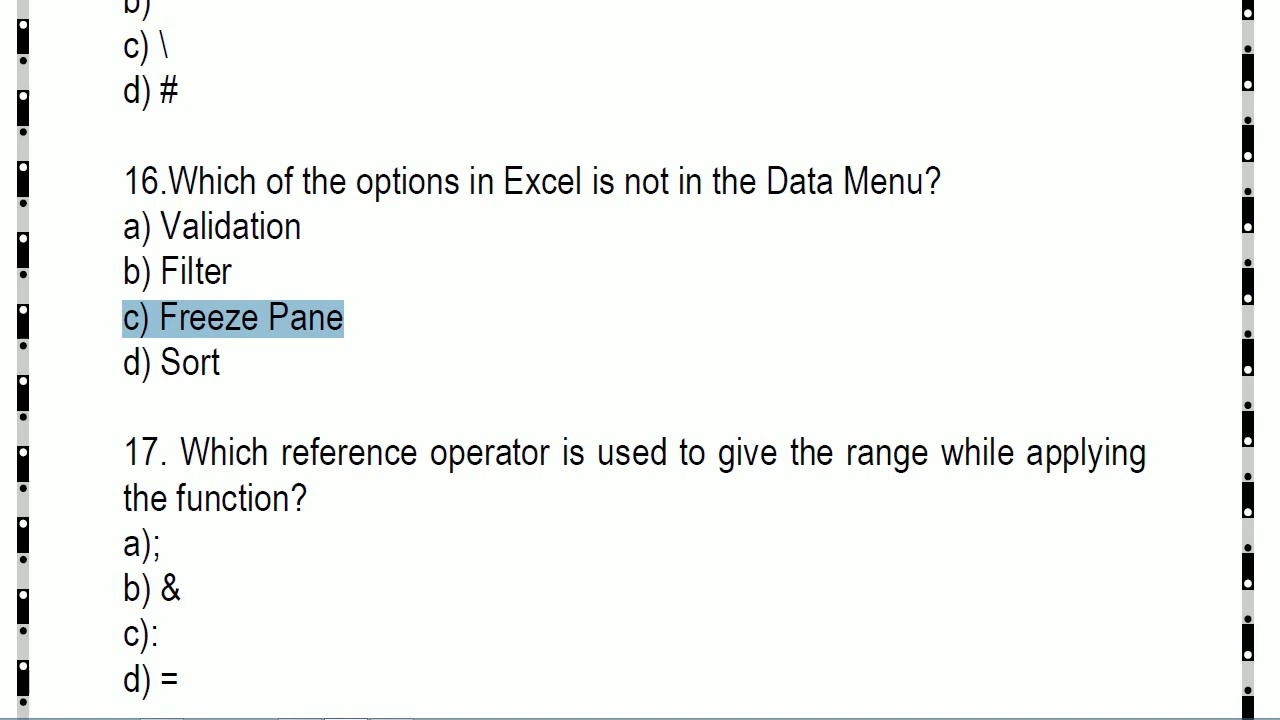 b)
c) \
d) #
16.Which of the options in Excel is not in the Data Menu?
a) Validation
b) Filter
c) Freeze Pane
d) Sort
17. Which reference operator is used to give the range while applying
the function?
a);
b) &
c):
d) =